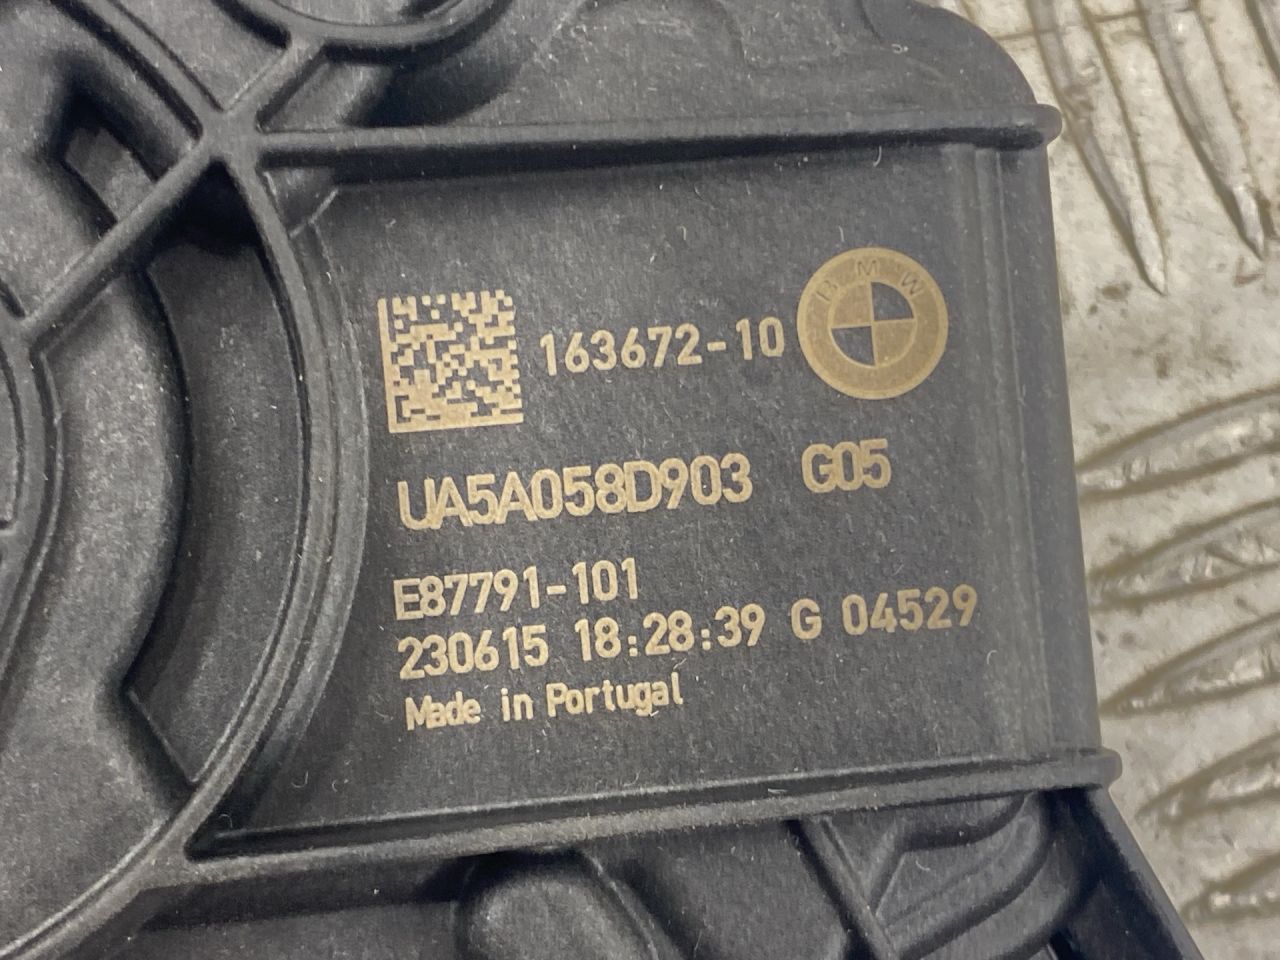 163672-10
BMW
UA5A058D903 G05
E87791-101
230615 18:28:39 G 04529
Made in Portugal